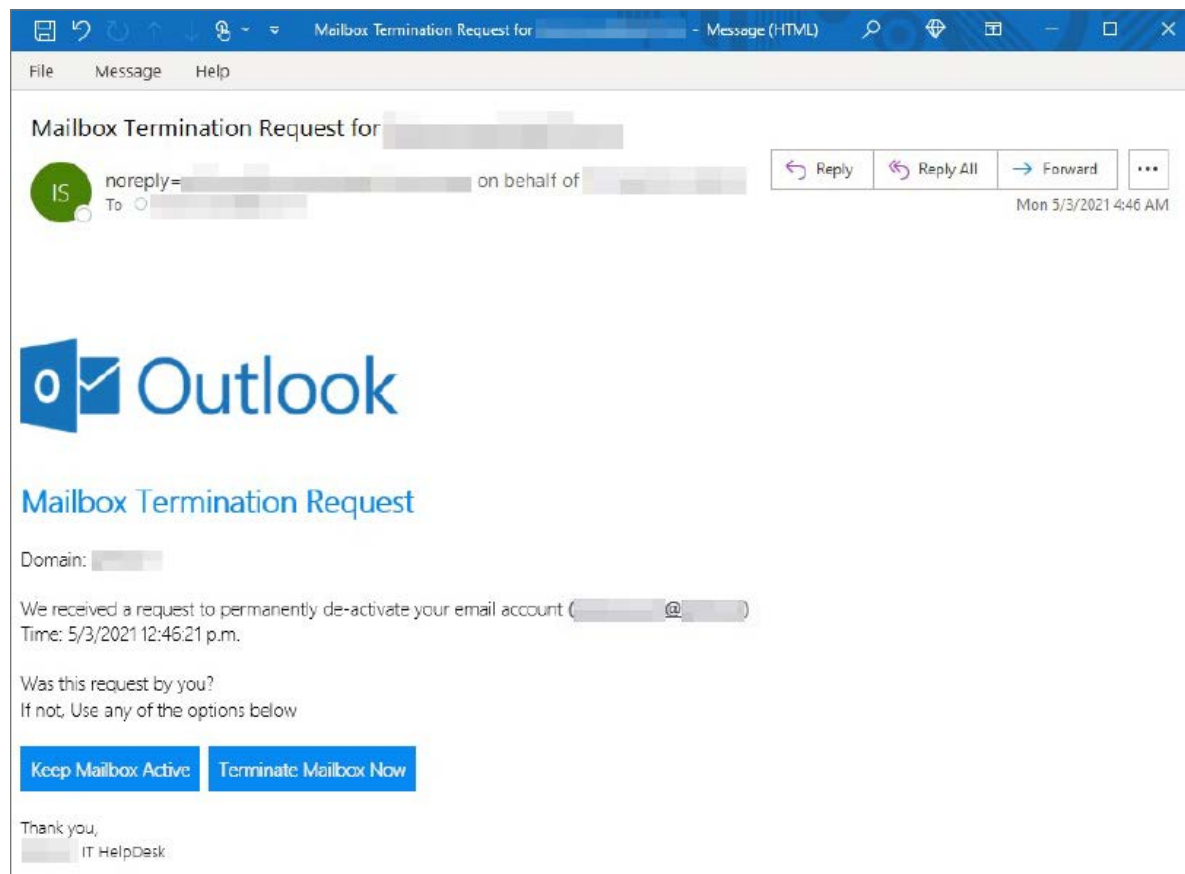 Mailbox Termination Request for - Message (HTML)
File Message Help
Mailbox Termination Request for
IS
noreply= on behalf of
To
Reply Reply All Forward
Mon 5/3/2021 4:46 AM
Outlook
Mailbox Termination Request
Domain:
We received a request to permanently de-activate your email account ( @ )
Time: 5/3/2021 12:46:21 p.m.
Was this request by you?
If not, Use any of the options below
Keep Mailbox Active Terminate Mailbox Now
Thank you,
IT HelpDesk